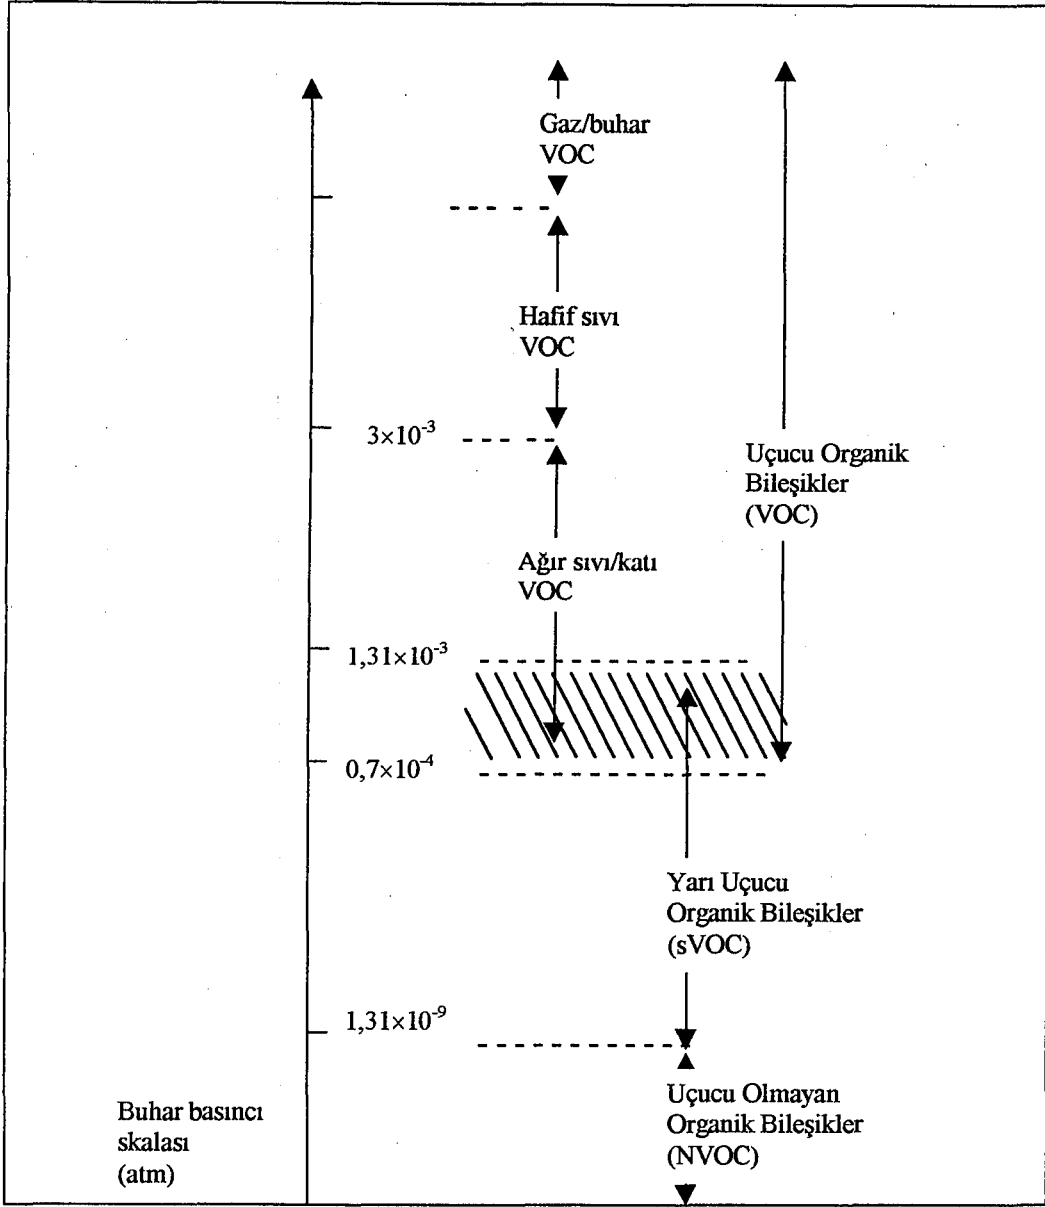 Gaz/buhar
VOC
Hafif sıvı
VOC
3×10⁻³
Uçucu Organik
Bileşikler
(VOC)
Ağır sıvı/katı
VOC
1,31×10⁻³
0,7×10⁻⁴
Yarı Uçucu
Organik Bileşikler
(sVOC)
1,31×10⁻⁹
Uçucu Olmayan
Organik Bileşikler
(NVOC)
Buhar basıncı
skalası
(atm)